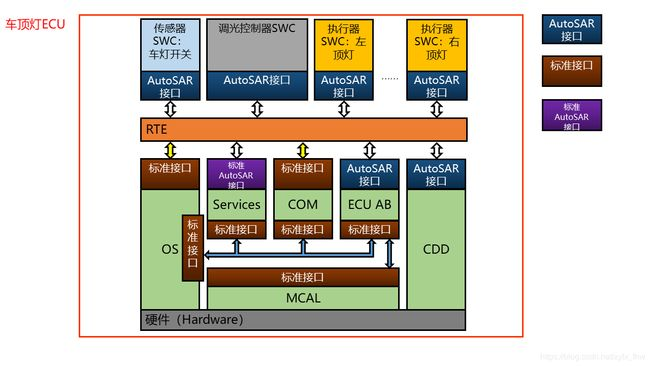 车顶灯ECU
传感器
SWC:
车灯开关
调光控制器SWC
执行器
SWC：左
顶灯
执行器
SWC：右
顶灯
AutoSAR
接口
AutoSAR接口
AutoSAR
接口
……
AutoSAR
接口
RTE
标准接口
标准
AutoSAR
接口
标准接口
AutoSAR
接口
AutoSAR
接口
Services
COM
ECU AB
OS
标准接口
标准接口
标准接口
标准接口
CDD
标准接口
MCAL
硬件（Hardware）
AutoSAR
接口
标准接口
标准
AutoSAR
接口